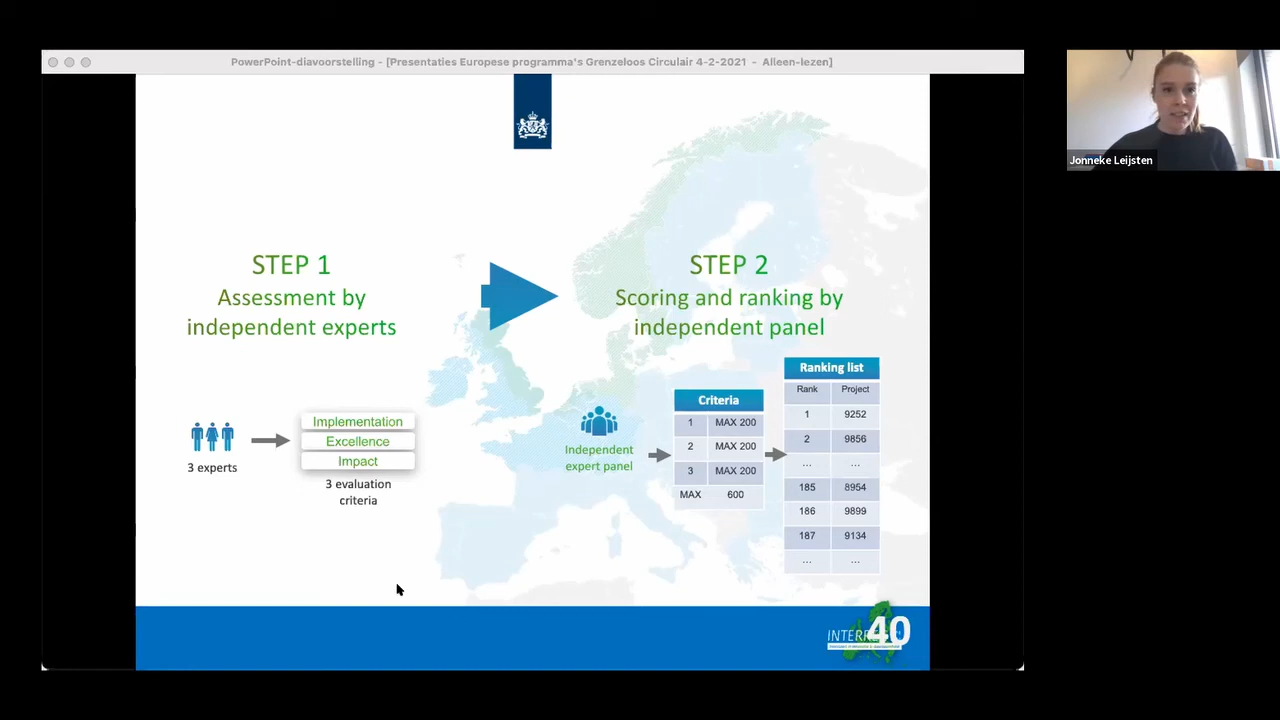 PowerPoint-diavoorstelling - [Presentaties Europese programma's Grenzeloos Circulair 4-2-2021 - Alleen-lezen]
Jonneke Leijsten
STEP 1
Assessment by
independent experts
3 experts
Implementation
Excellence
Impact
3 evaluation
criteria
STEP 2
Scoring and ranking by
independent panel
Independent
expert panel
Criteria
1 MAX 200
2 MAX 200
3 MAX 200
MAX 600
Ranking list
Rank Project
1 9252
2 9856
... ...
185 8954
186 9899
187 9134
... ...
40